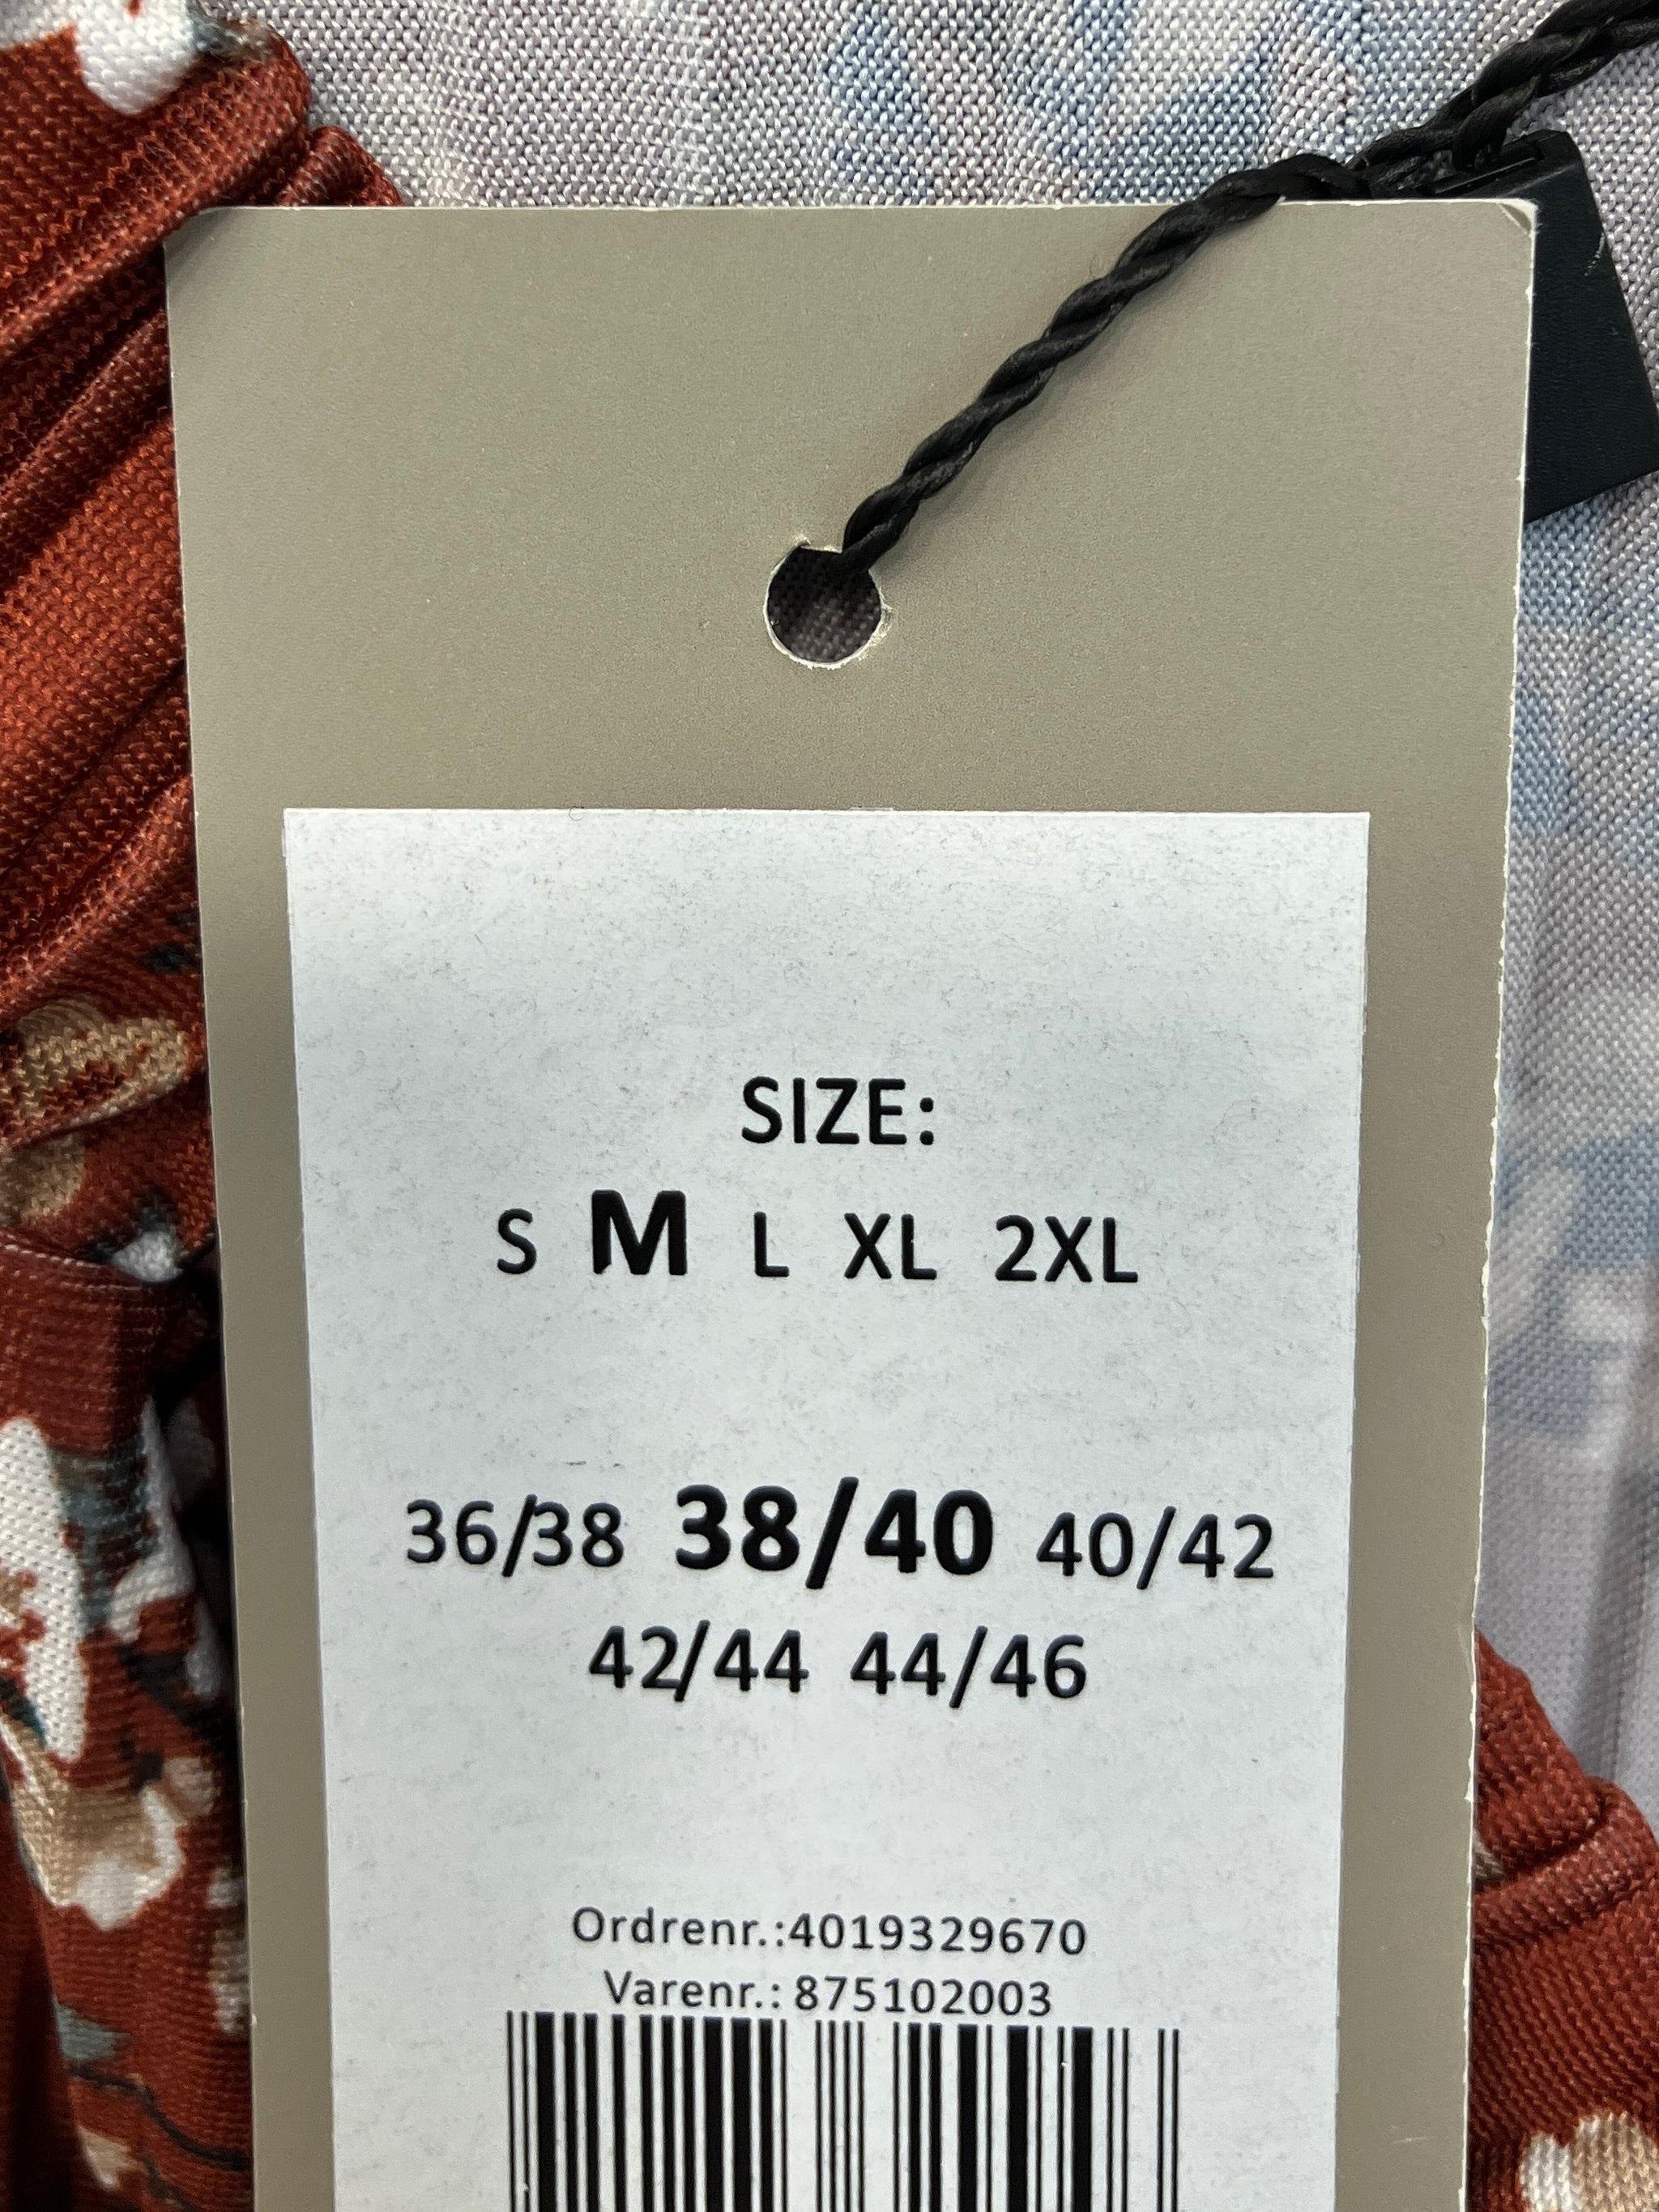 SIZE:
S M L XL 2XL
36/38 38/40 40/42
42/44 44/46
Ordrenr.:4019329670
Varenr.: 875102003